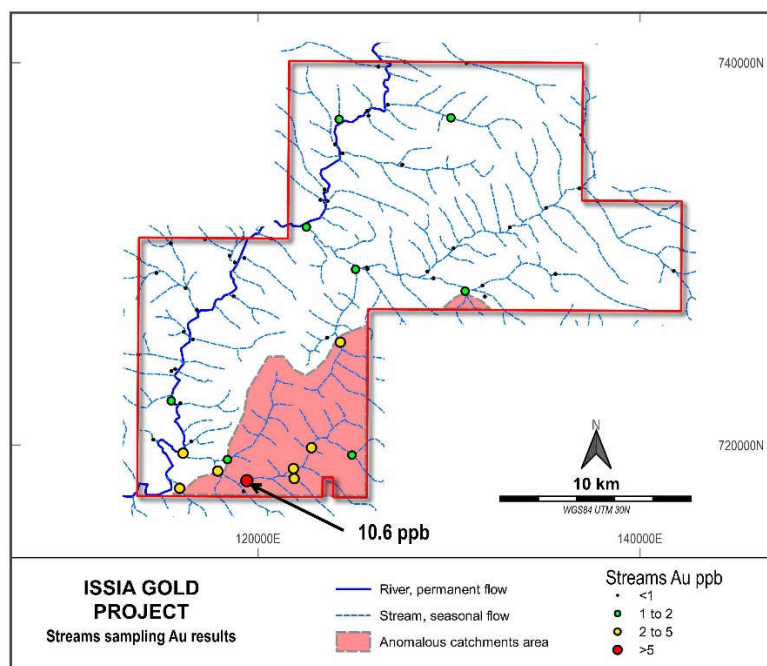 740000N
720000N
N
10 km
WGS84 UTM 30N
10.6 ppb
120000E
140000E
ISSIA GOLD
PROJECT
Streams sampling Au results
River, permanent flow
Stream, seasonal flow
Anomalous catchments area
Streams Au ppb
<1
1 to 2
2 to 5
>5